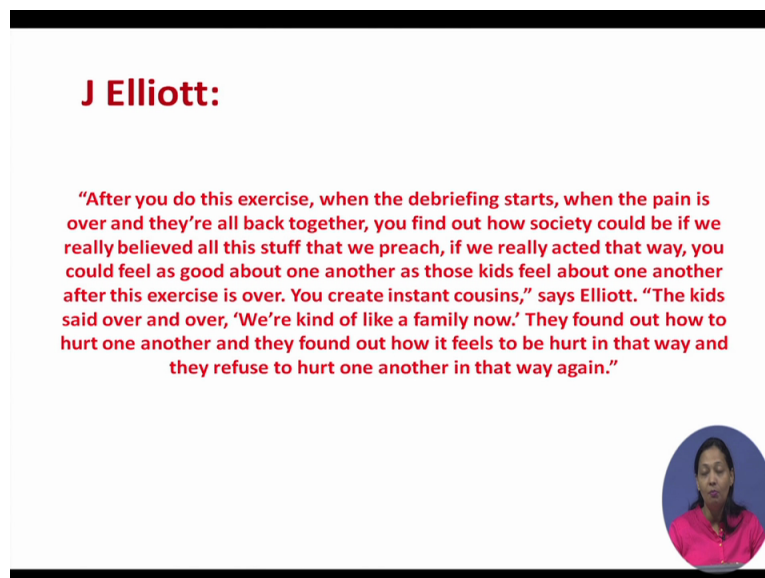 J Elliott:
“After you do this exercise, when the debriefing starts, when the pain is
over and they’re all back together, you find out how society could be if we
really believed all this stuff that we preach, if we really acted that way, you
could feel as good about one another as those kids feel about one another
after this exercise is over. You create instant cousins,” says Elliott. “The kids
said over and over, ‘We’re kind of like a family now.’ They found out how to
hurt one another and they found out how it feels to be hurt in that way and
they refuse to hurt one another in that way again.”